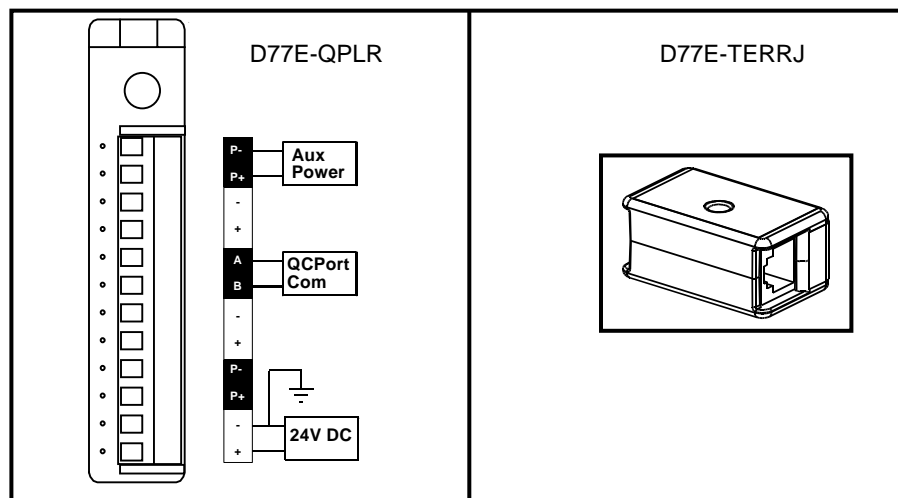 D77E-QPLR
D77E-TERRJ
P-
Aux
Power
P+
-
+
A
QCPort
Com
B
-
+
P-
P+
-
24V DC
+